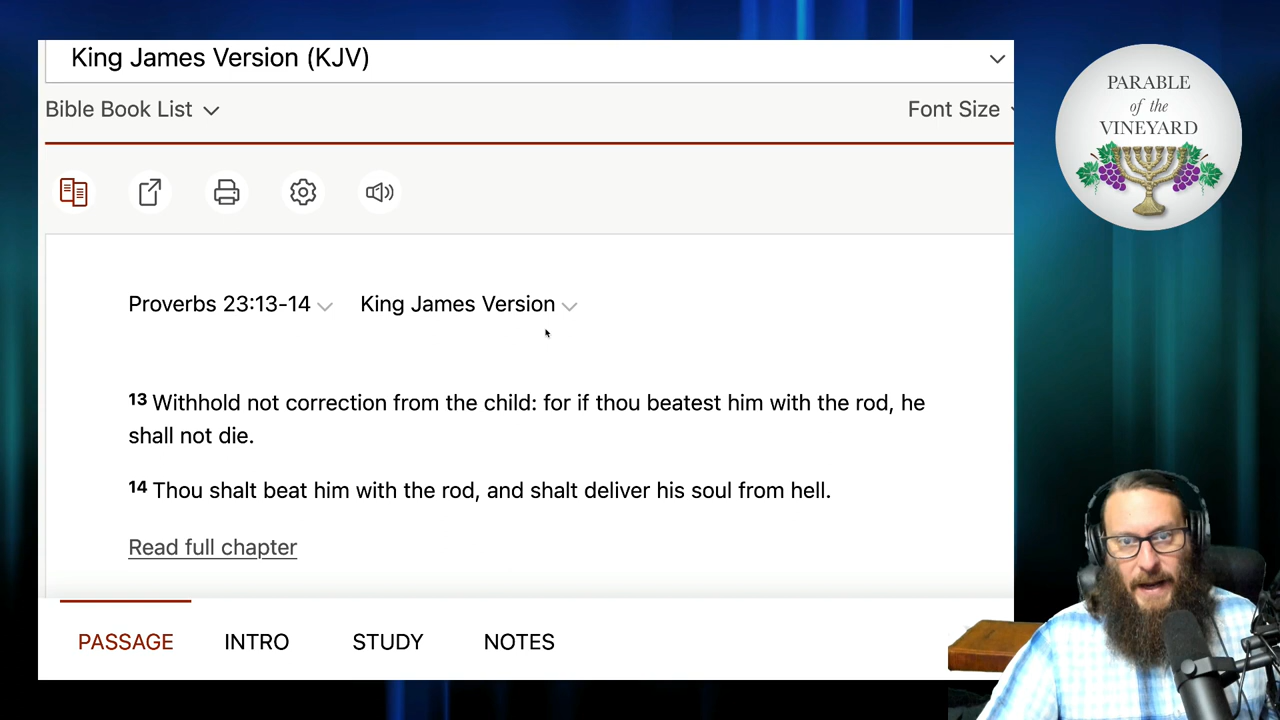 King James Version (KJV)
Bible Book List
Font Size
PARABLE
of the
VINEYARD
Proverbs 23:13-14 King James Version
13 Withhold not correction from the child: for if thou beatest him with the rod, he
shall not die.
14 Thou shalt beat him with the rod, and shalt deliver his soul from hell.
Read full chapter
PASSAGE INTRO STUDY NOTES